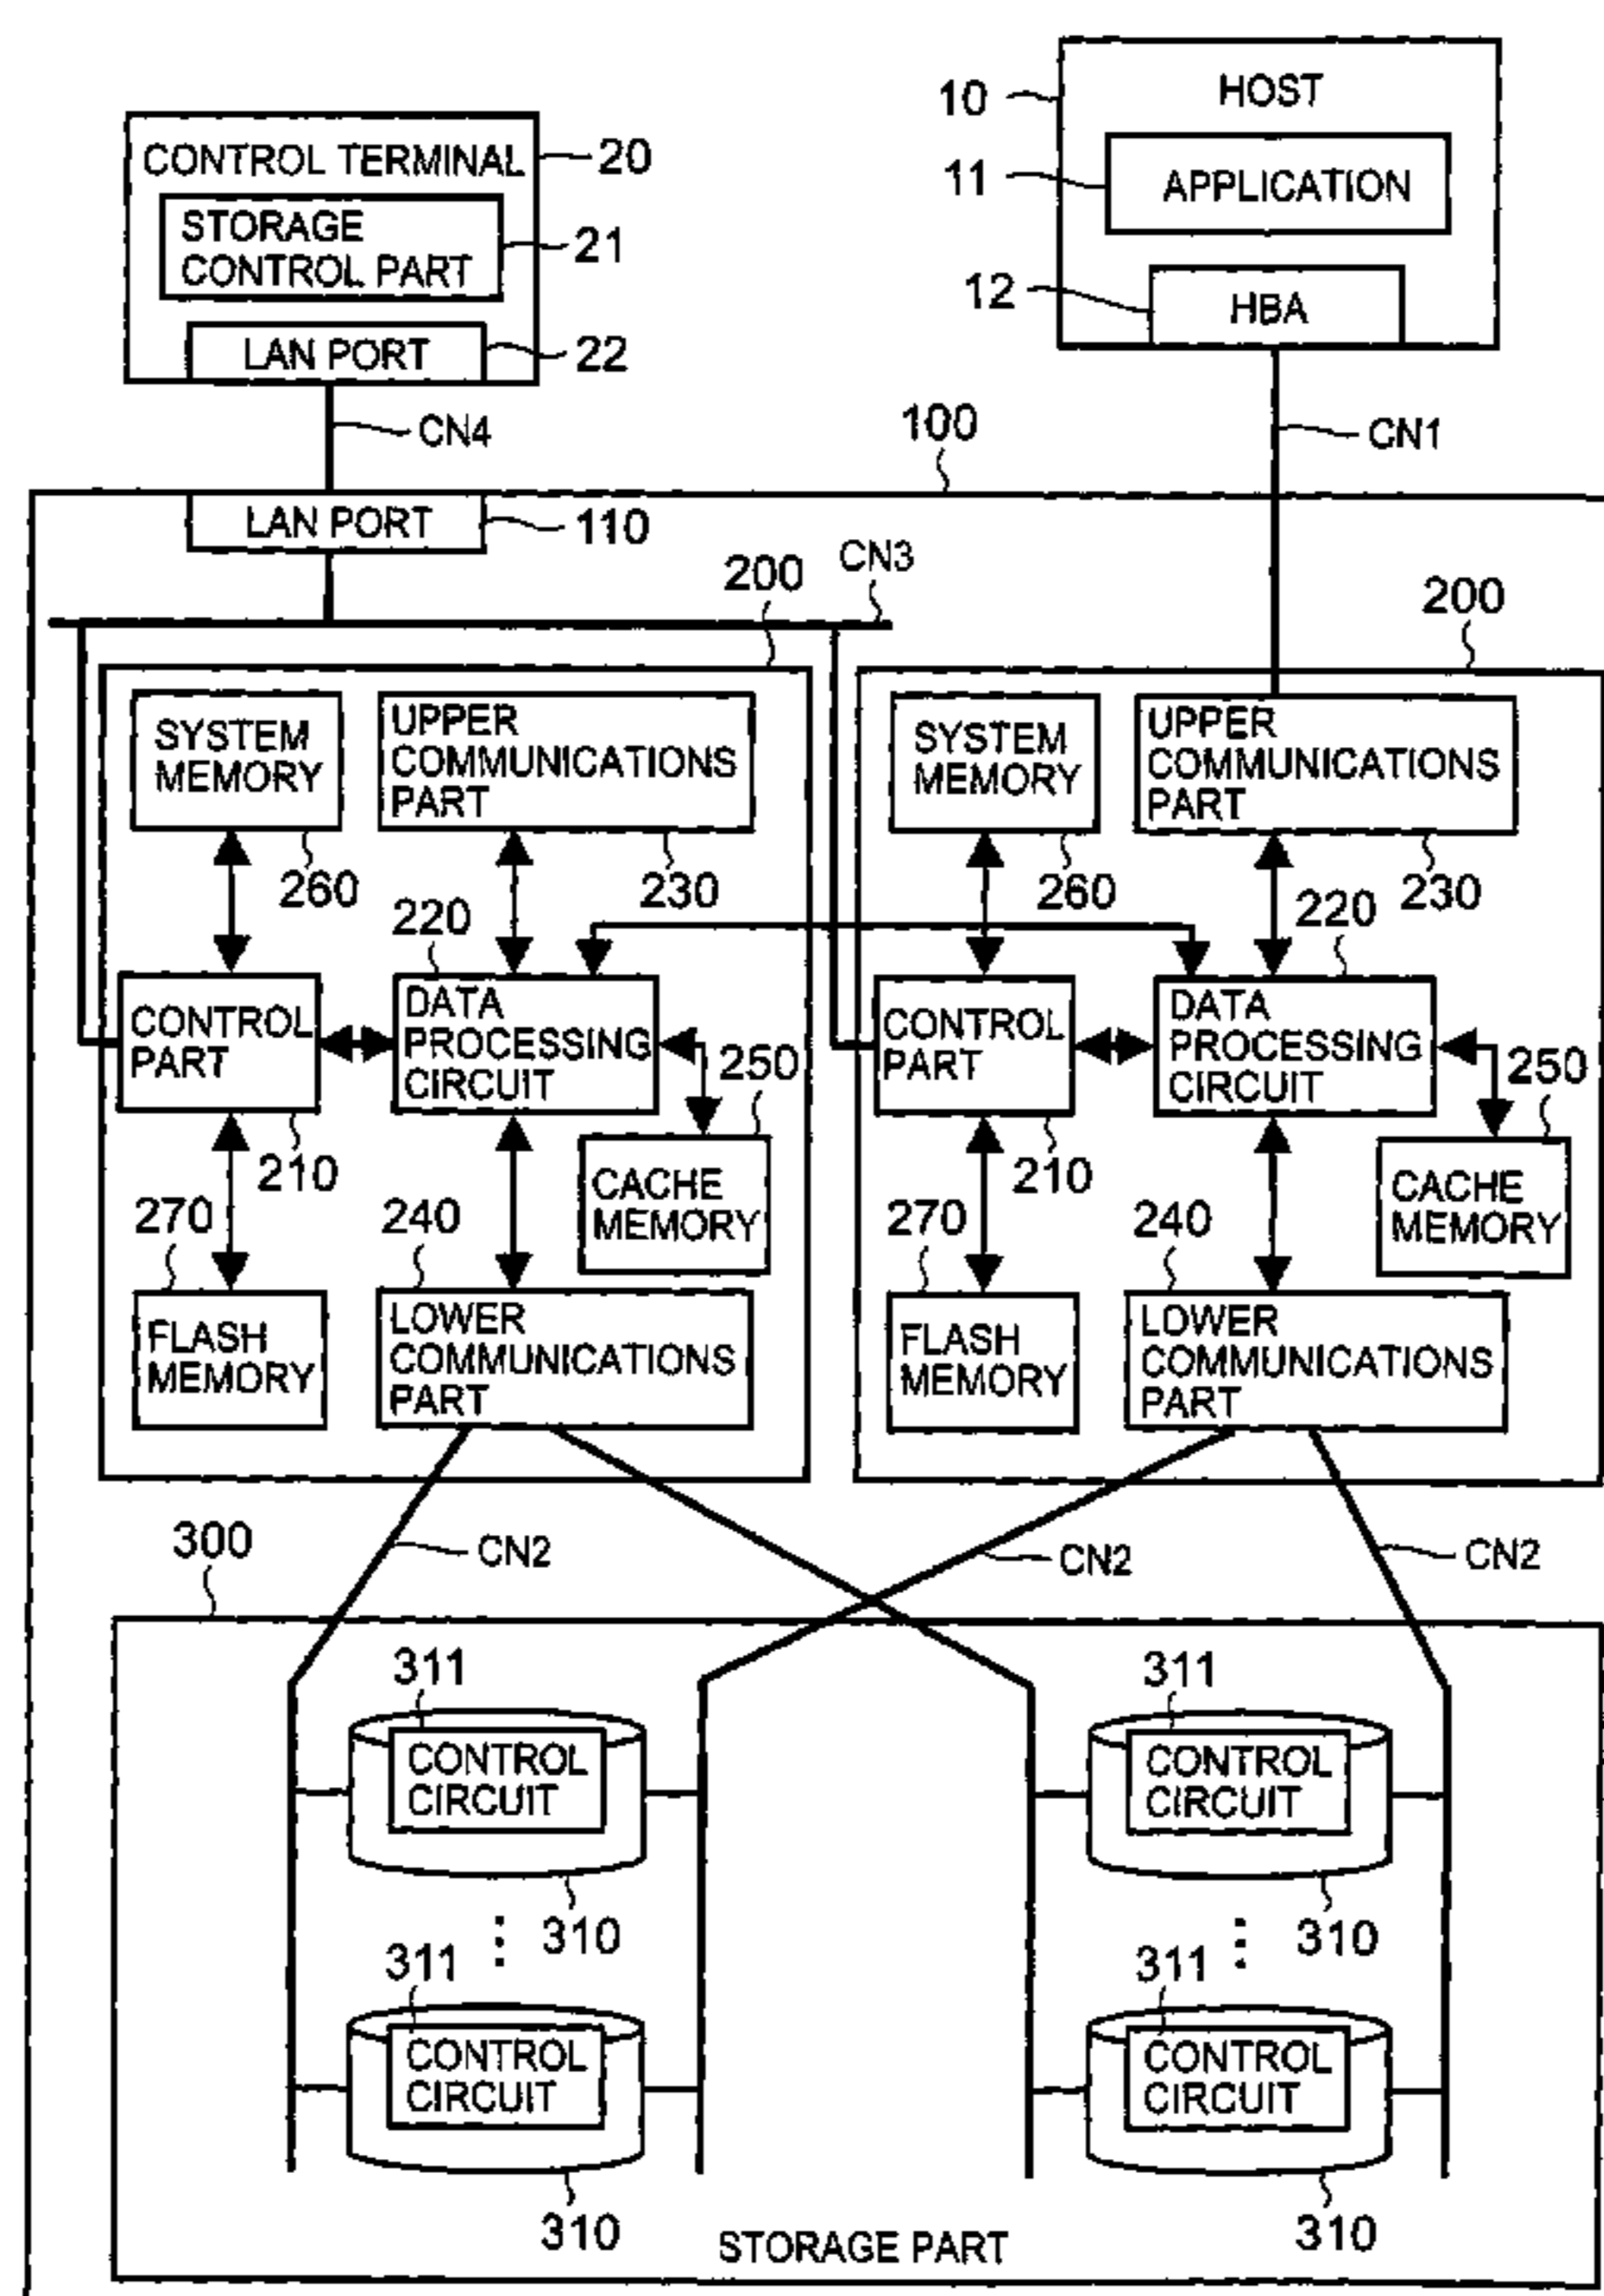 HOST
10
CONTROL TERMINAL
20
11
APPLICATION
STORAGE
CONTROL PART
21
12
HBA
LAN PORT
22
CN4
100
CN1
LAN PORT
110
CN3
200
200
SYSTEM
MEMORY
UPPER
COMMUNICATIONS
PART
SYSTEM
MEMORY
UPPER
COMMUNICATIONS
PART
260
230
260
230
220
220
CONTROL
PART
DATA
PROCESSING
CIRCUIT
250
CONTROL
PART
DATA
PROCESSING
CIRCUIT
250
210
210
CACHE
MEMORY
CACHE
MEMORY
270
240
270
240
FLASH
MEMORY
LOWER
COMMUNICATIONS
PART
FLASH
MEMORY
LOWER
COMMUNICATIONS
PART
300
CN2
CN2
CN2
311
311
CONTROL
CIRCUIT
CONTROL
CIRCUIT
310
310
311
311
CONTROL
CIRCUIT
CONTROL
CIRCUIT
310
310
STORAGE PART